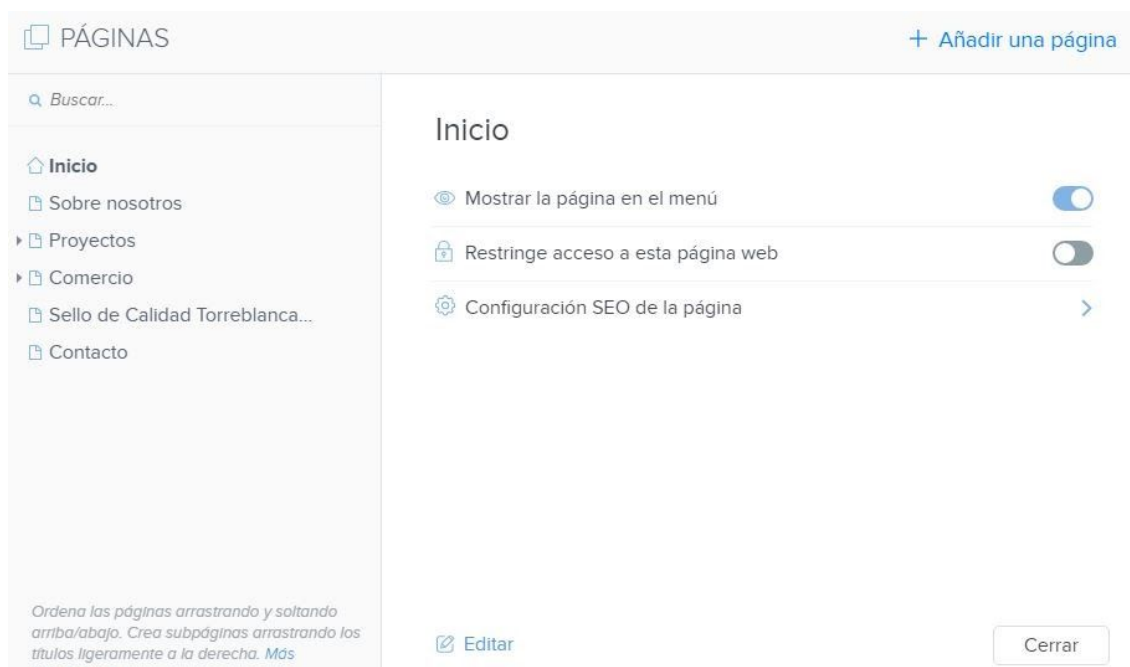 PÁGINAS
+ Añadir una página
Buscar...
Inicio
Sobre nosotros
Proyectos
Comercio
Sello de Calidad Torreblanca...
Contacto
Ordena las páginas arrastrando y soltando
arriba/abajo. Crea subpáginas arrastrando los
títulos ligeramente a la derecha. Más
Inicio
Mostrar la página en el menú
Restringe acceso a esta página web
Configuración SEO de la página
Editar
Cerrar